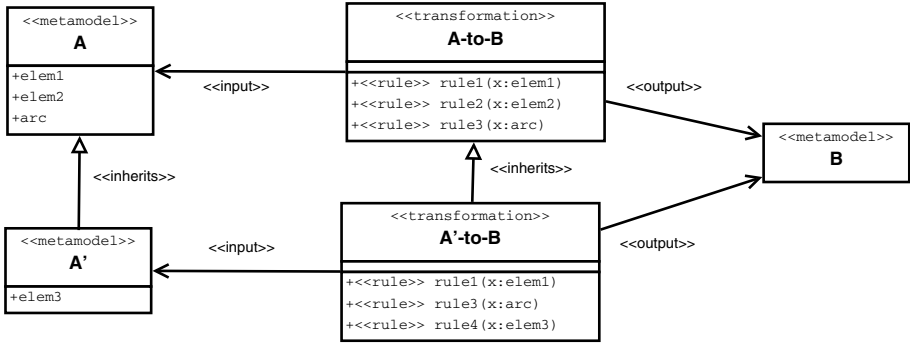 <<metamodel>>
A
+elem1
+elem2
+arc
<<input>>
<<transformation>>
A-to-B
+<<rule>> rule1(x:elem1)
+<<rule>> rule2(x:elem2)
+<<rule>> rule3(x:arc)
<<output>>
<<metamodel>>
B
<<inherits>>
<<inherits>>
<<metamodel>>
A'
+elem3
<<input>>
<<transformation>>
A'-to-B
+<<rule>> rule1(x:elem1)
+<<rule>> rule3(x:arc)
+<<rule>> rule4(x:elem3)
<<output>>